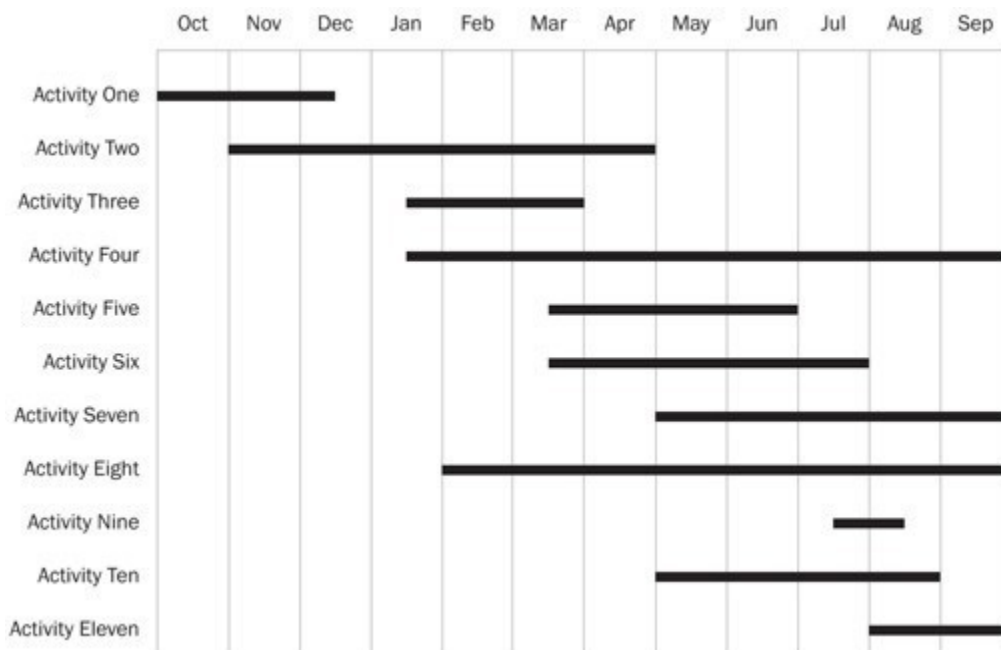 Oct Nov Dec Jan Feb Mar Apr May Jun Jul Aug Sep
Activity One
Activity Two
Activity Three
Activity Four
Activity Five
Activity Six
Activity Seven
Activity Eight
Activity Nine
Activity Ten
Activity Eleven